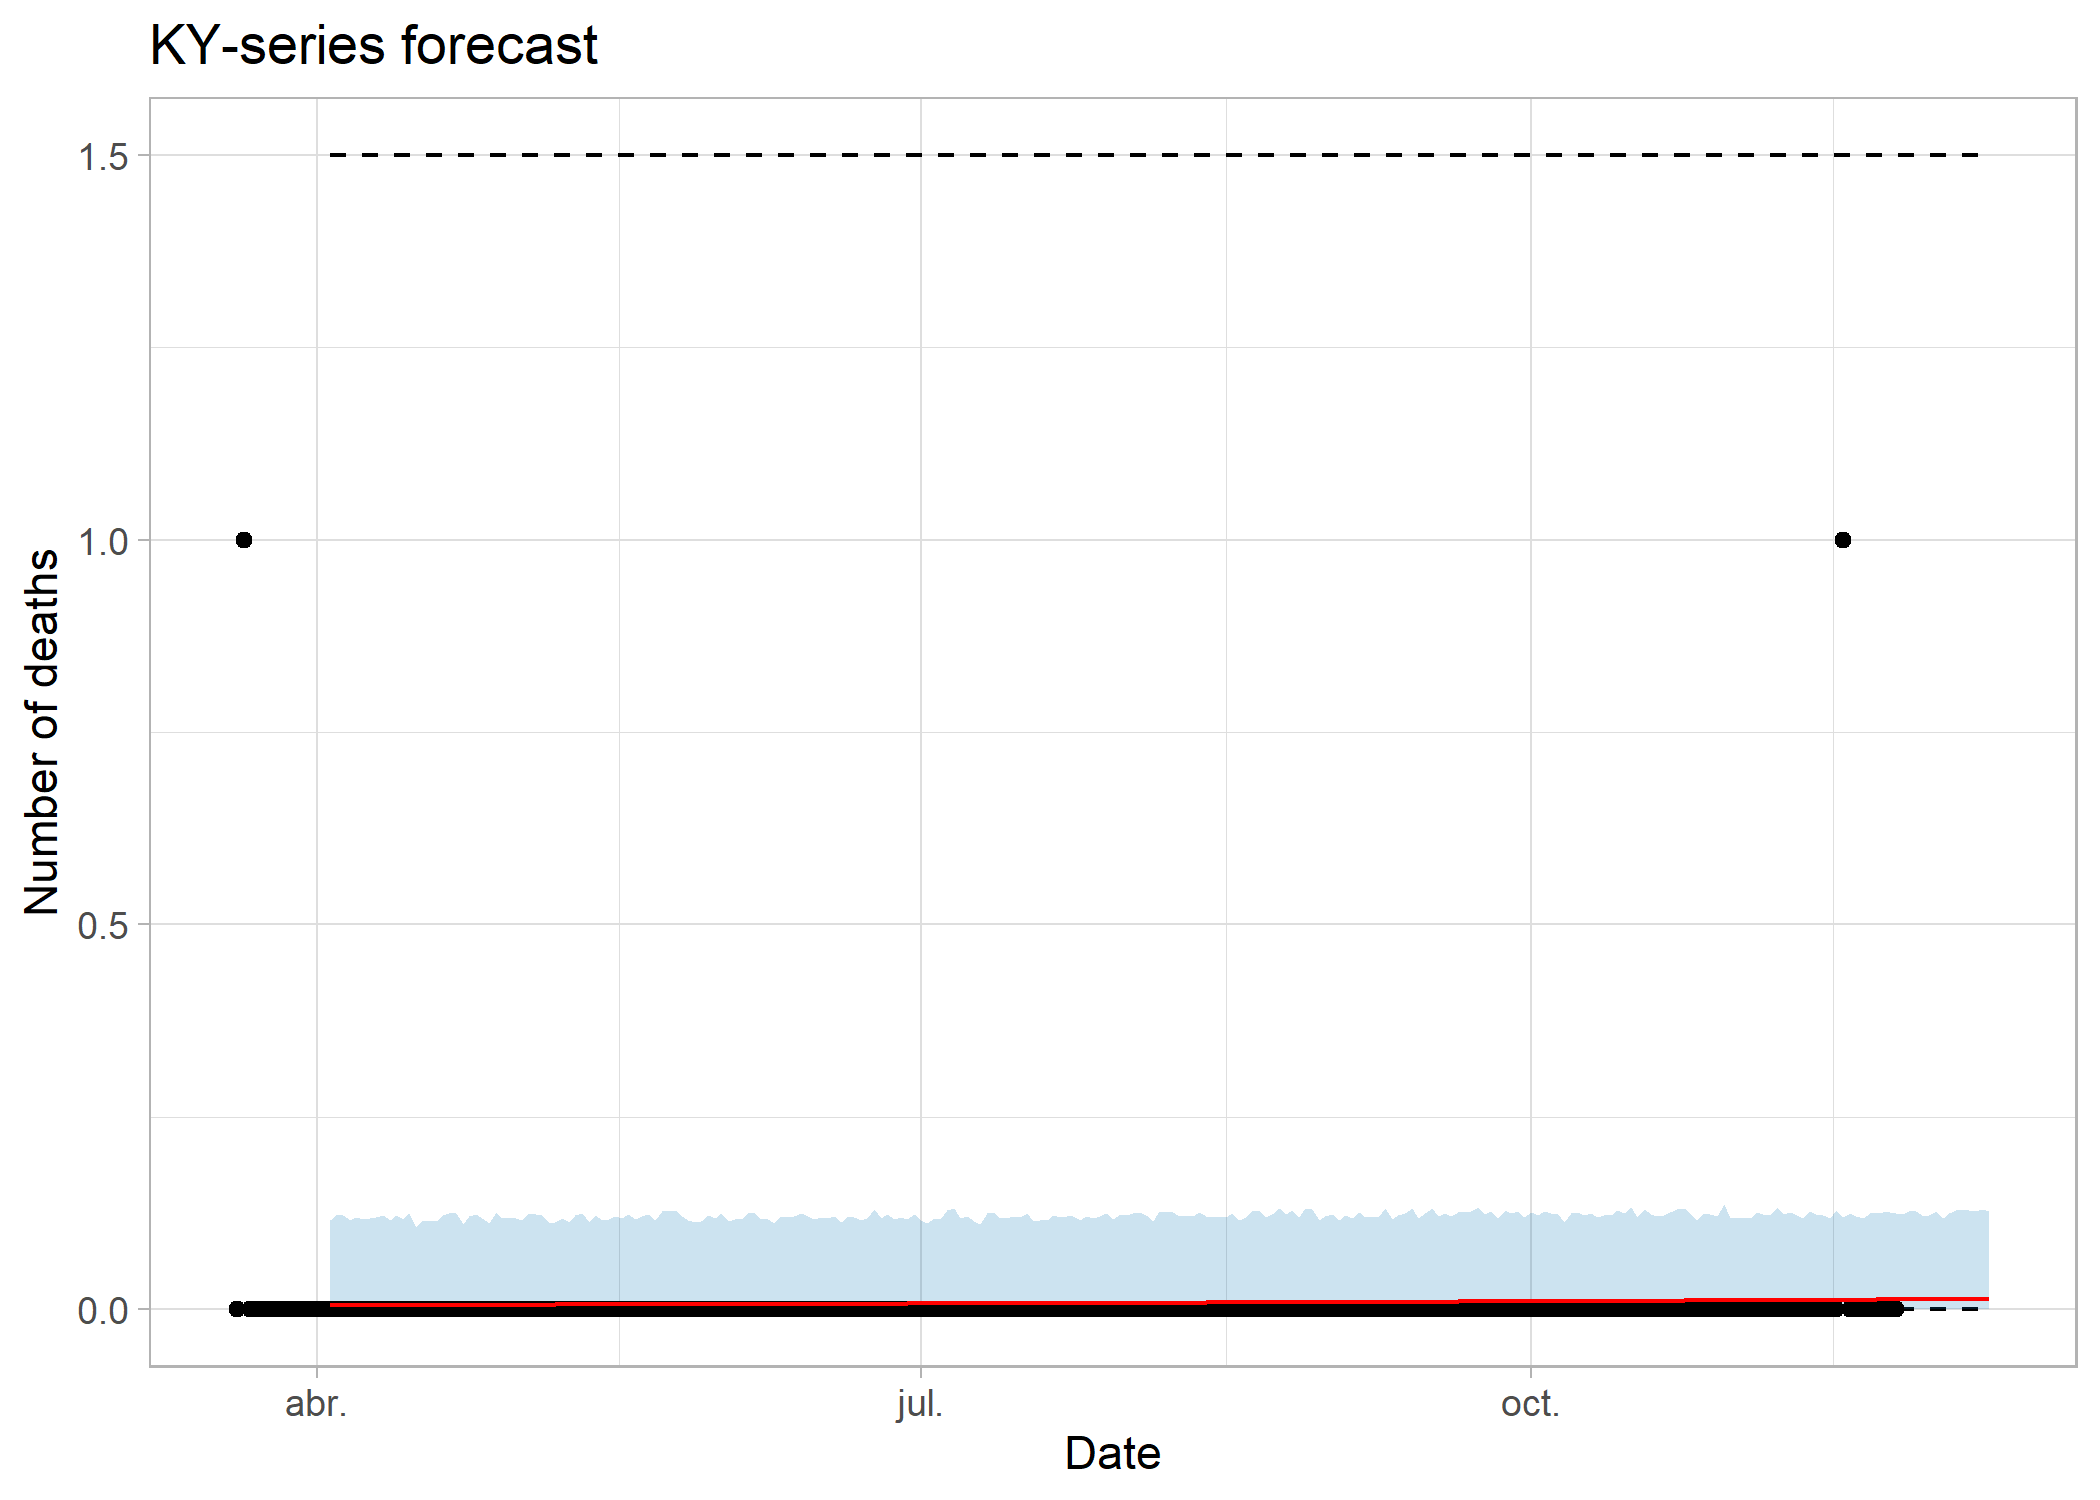 KY-series forecast
1.5
1.0
0.5
0.0
Number of deaths
abr.
jul.
oct.
Date